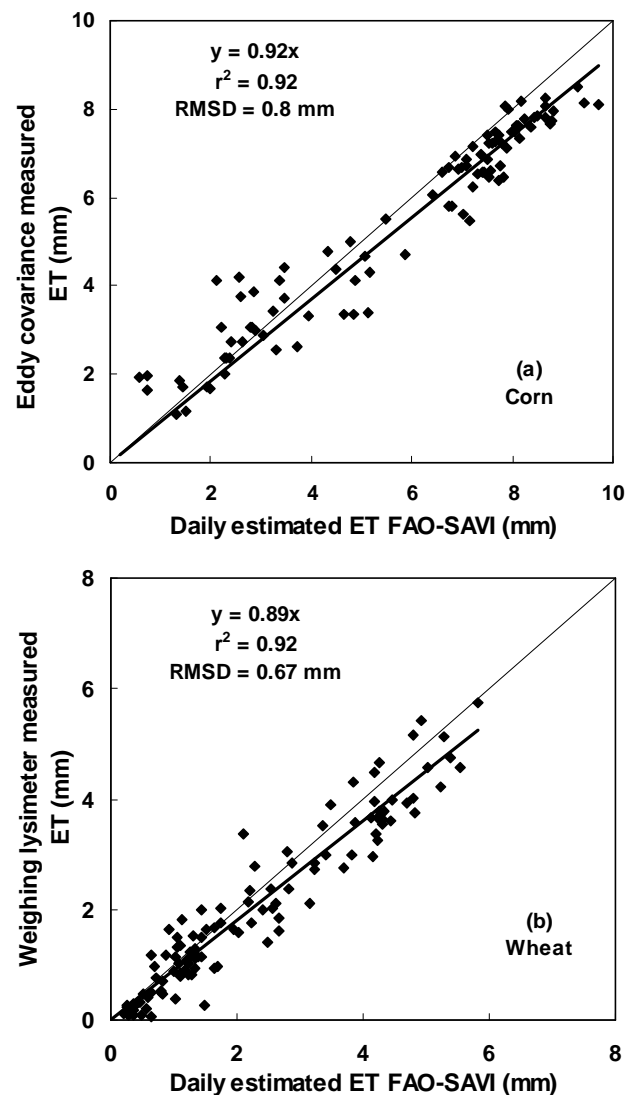 10
8
6
4
2
0
Eddy covariance measured
ET (mm)
y = 0.92x
r² = 0.92
RMSD = 0.8 mm
(a)
Corn
0 2 4 6 8 10
Daily estimated ET FAO-SAVI (mm)
8
6
4
2
0
Weighing lysimeter measured
ET (mm)
y = 0.89x
r² = 0.92
RMSD = 0.67 mm
(b)
Wheat
0 2 4 6 8
Daily estimated ET FAO-SAVI (mm)